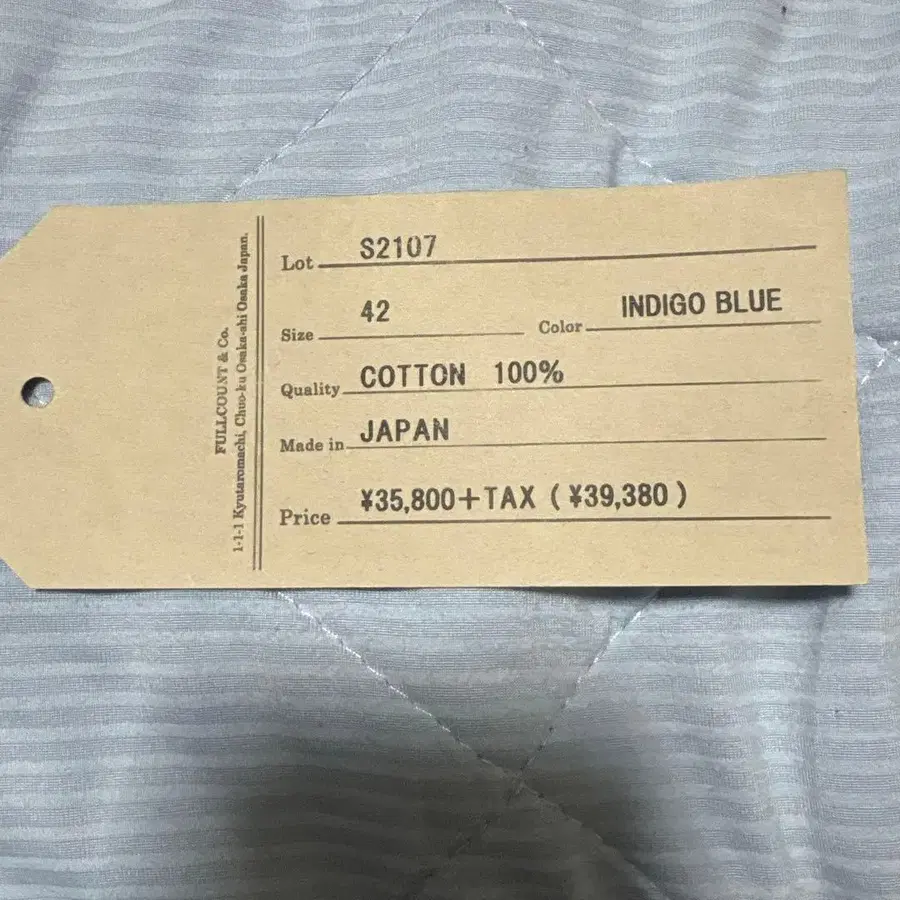 FULLCOUNT & Co.
1-1-1 Kyutaromachi, Chuo-ku Osaka-shi Osaka Japan.
Lot S2107
Size 42 Color INDIGO BLUE
Quality COTTON 100%
Made in JAPAN
Price ¥35,800+TAX (¥39,380)